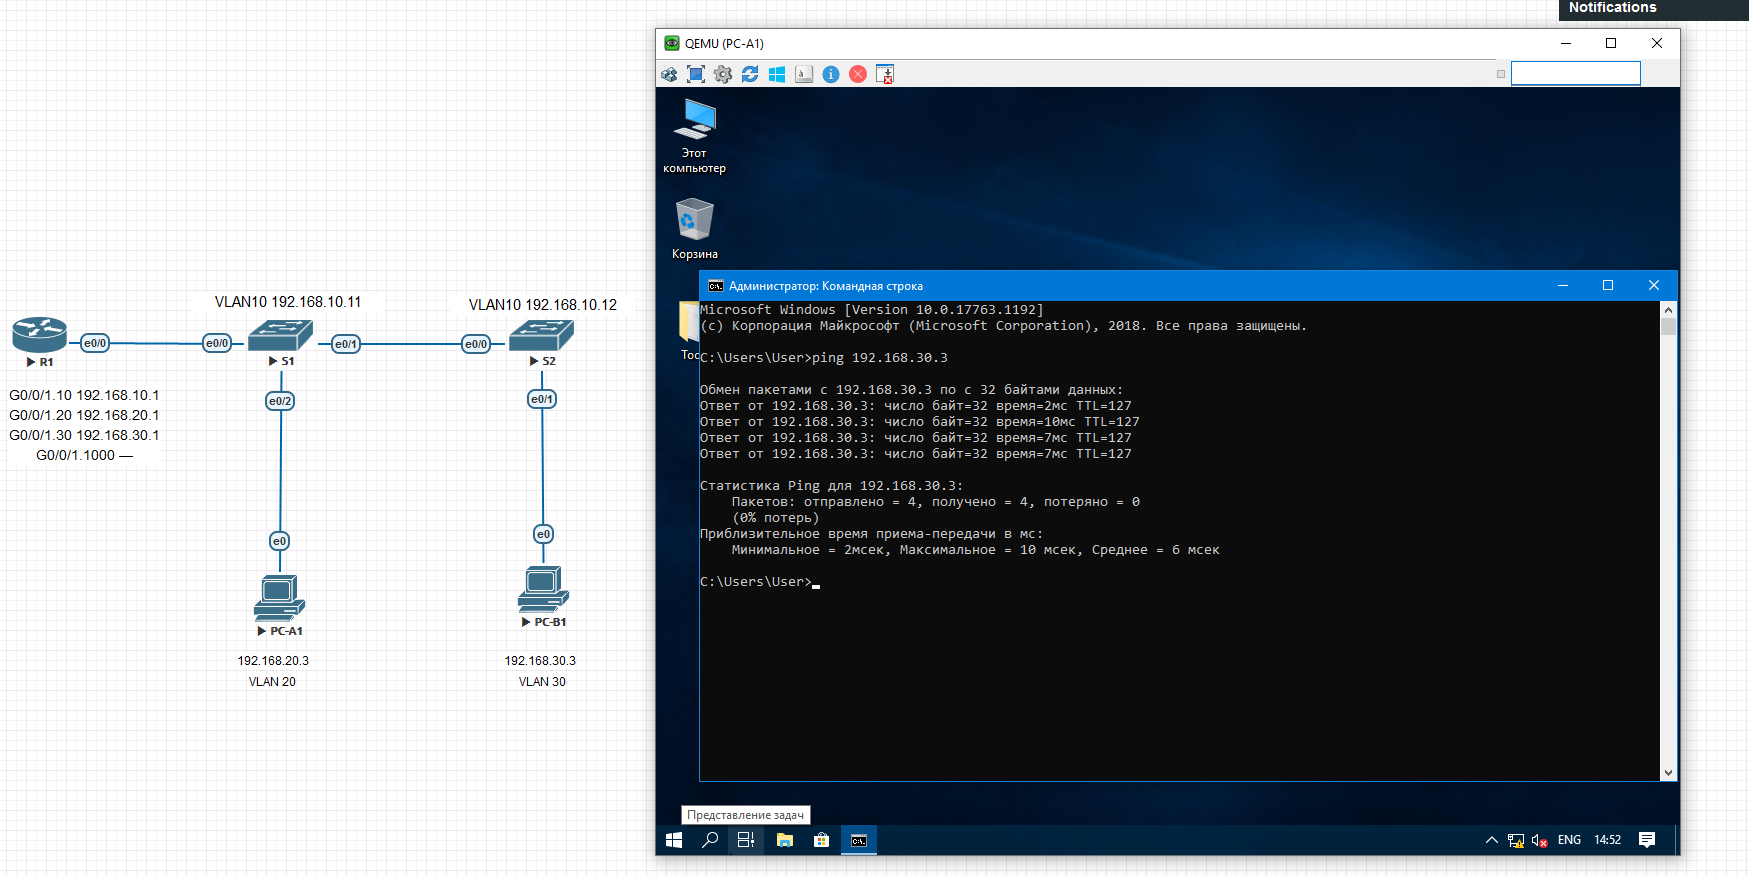 Notifications
QEMU (PC-A1)
Этот
компьютер
Корзина
VLAN10 192.168.10.11
VLAN10 192.168.10.12
e0/0
e0/0
e0/1
e0/0
R1
S1
S2
G0/0/1.10 192.168.10.1
G0/0/1.20 192.168.20.1
G0/0/1.30 192.168.30.1
G0/0/1.1000 —
e0/2
e0/1
e0
e0
PC-A1
PC-B1
192.168.20.3
VLAN 20
192.168.30.3
VLAN 30
Администратор: Командная строка
Microsoft Windows [Version 10.0.17763.1192]
(c) Корпорация Майкрософт (Microsoft Corporation), 2018. Все права защищены.
C:\Users\User>ping 192.168.30.3
Обмен пакетами с 192.168.30.3 по с 32 байтами данных:
Ответ от 192.168.30.3: число байт=32 время=2мс TTL=127
Ответ от 192.168.30.3: число байт=32 время=10мс TTL=127
Ответ от 192.168.30.3: число байт=32 время=7мс TTL=127
Ответ от 192.168.30.3: число байт=32 время=7мс TTL=127
Статистика Ping для 192.168.30.3:
Пакетов: отправлено = 4, получено = 4, потеряно = 0
(0% потерь)
Приблизительное время приема-передачи в мс:
Минимальное = 2мсек, Максимальное = 10 мсек, Среднее = 6 мсек
C:\Users\User>
Представление задач
ENG
14:52